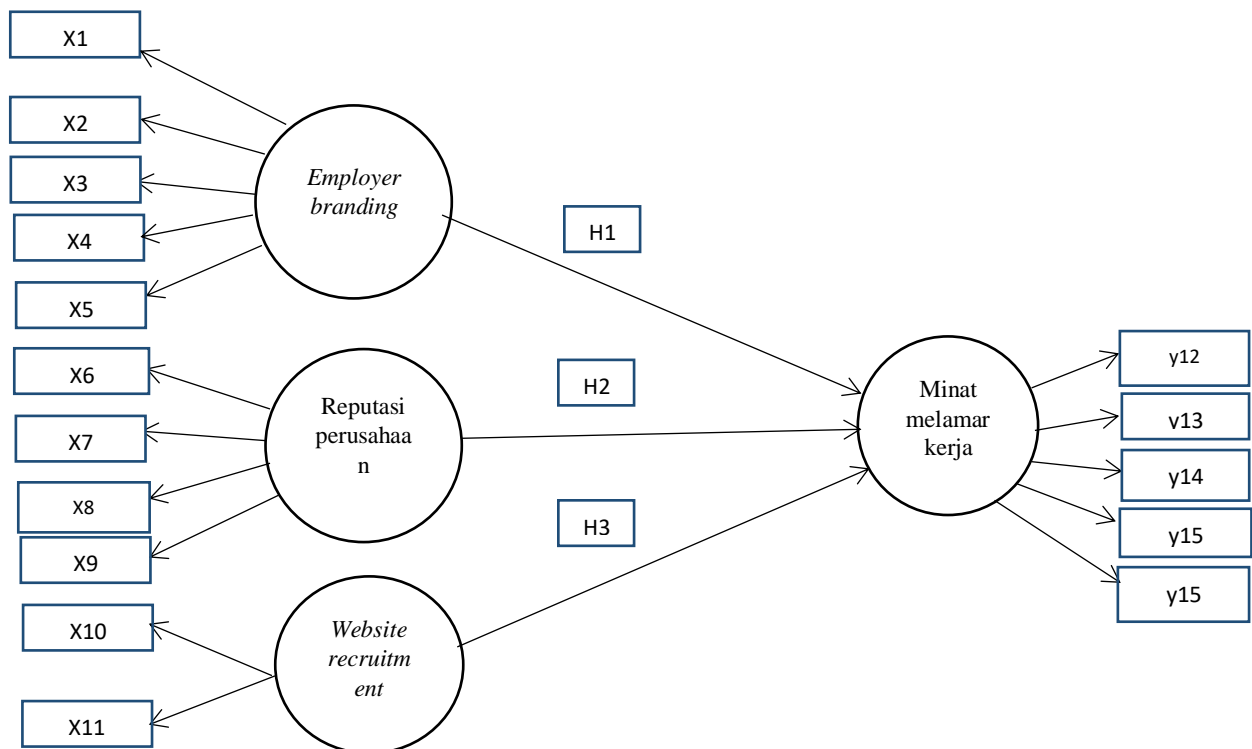 X1
X2
X3
X4
X5
Employer
branding
H1
X6
X7
X8
X9
Reputasi
perusahaa
n
H2
X10
X11
Website
recruitm
ent
H3
Minat
melamar
kerja
y12
v13
y14
y15
y15